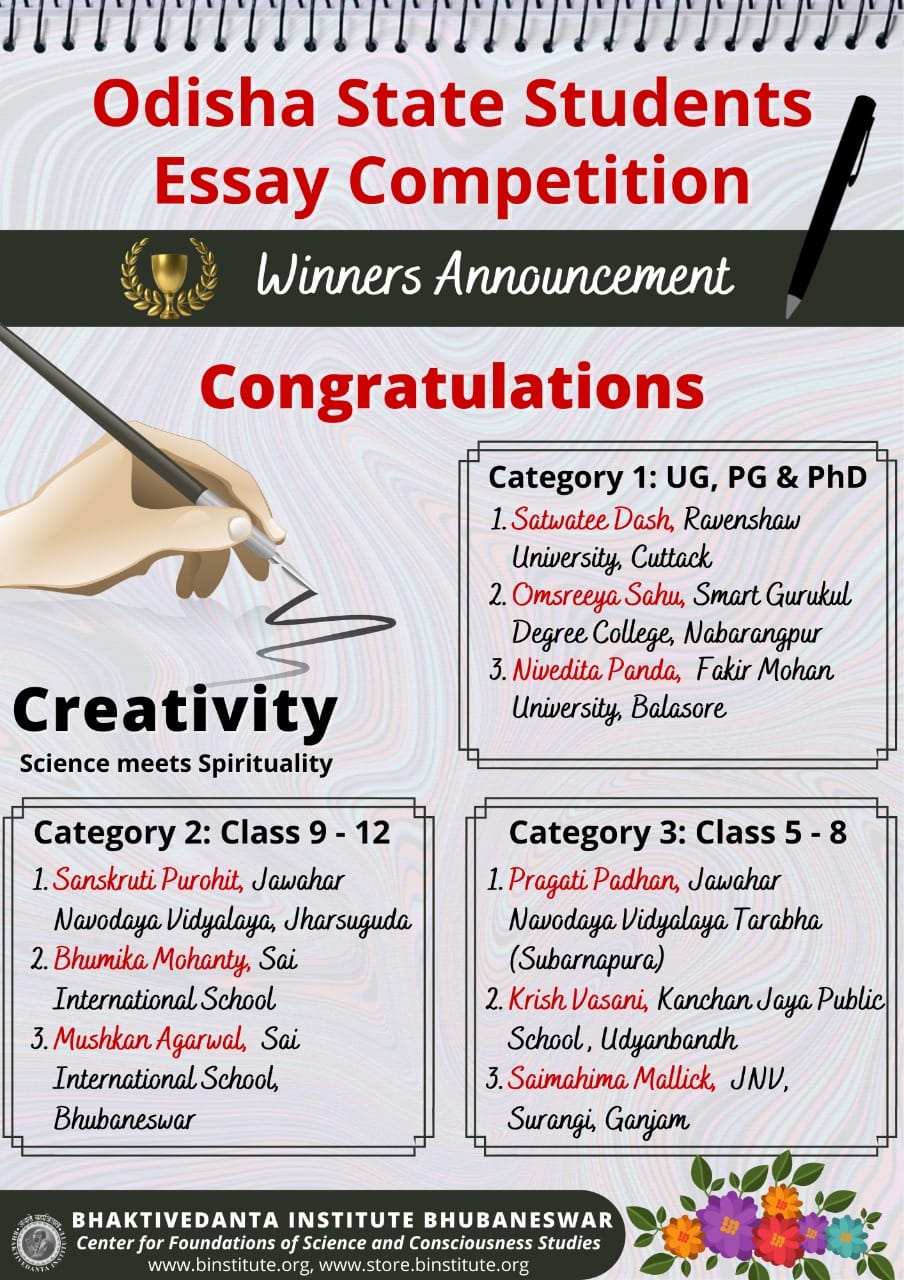 Odisha State Students
Essay Competition
Winners Announcement
Congratulations
Creativity
Science meets Spirituality
Category 1: UG, PG & PhD
1. Satwatee Dash, Ravenshaw
University, Cuttack
2. Omsreeya Sahu, Smart Gurukul
Degree College, Nabarangpur
3. Nivedita Panda, Fakir Mohan
University, Balasore
Category 2: Class 9 - 12
1. Sanskruti Purohit, Jawahar
Navodaya Vidyalaya, Jharsuguda
2. Bhumika Mohanty, Sai
International School
3. Mushkan Agarwal, Sai
International School,
Bhubaneswar
Category 3: Class 5 - 8
1. Pragati Padhan, Jawahar
Navodaya Vidyalaya Tarabha
(Subarnapura)
2. Krish Vasani, Kanchan Jaya Public
School , Udyanbandh
3. Saimahima Mallick, JNV,
Surangi, Ganjam
BHAKTIVEDANTA INSTITUTE BHUBANESWAR
Center for Foundations of Science and Consciousness Studies
www.binstitute.org, www.store.binstitute.org